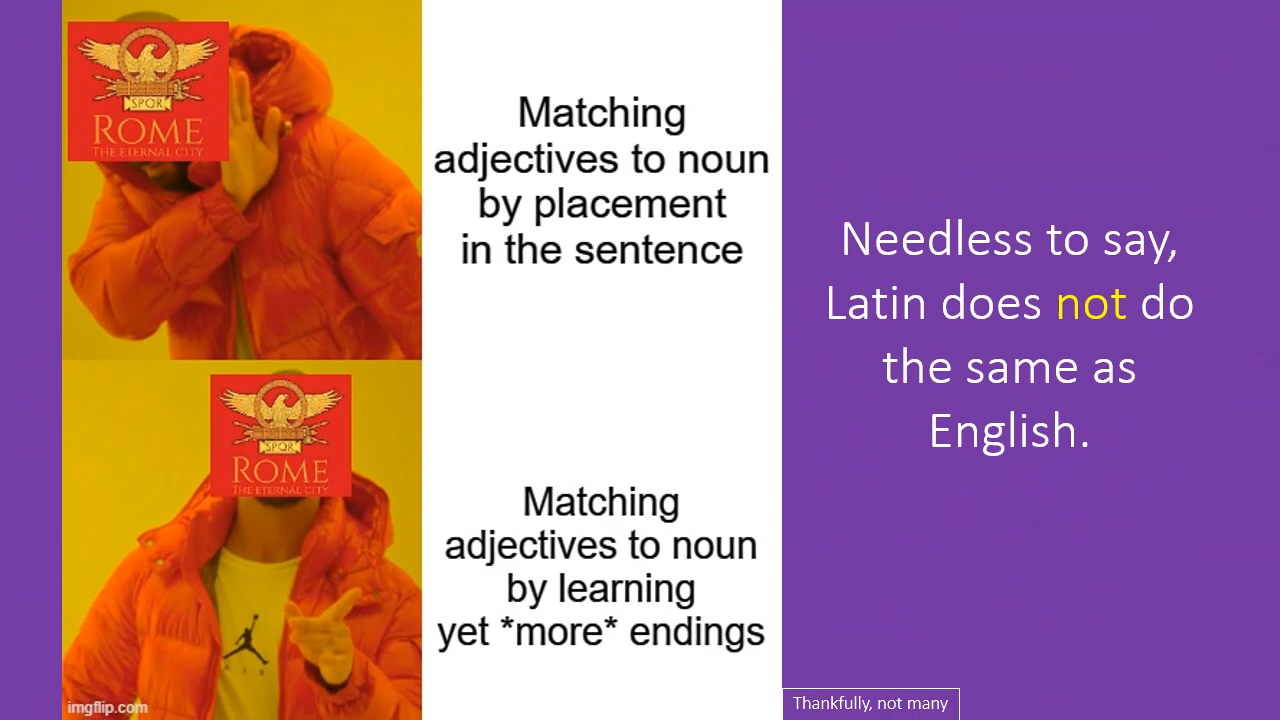 SPQR
ROME
THE ETERNAL CITY
Matching
adjectives to noun
by placement
in the sentence
Needless to say,
Latin does not do
the same as
English.
SPQR
ROME
THE ETERNAL CITY
Matching
adjectives to noun
by learning
yet *more* endings
AIR
imgflip.com
Thankfully, not many